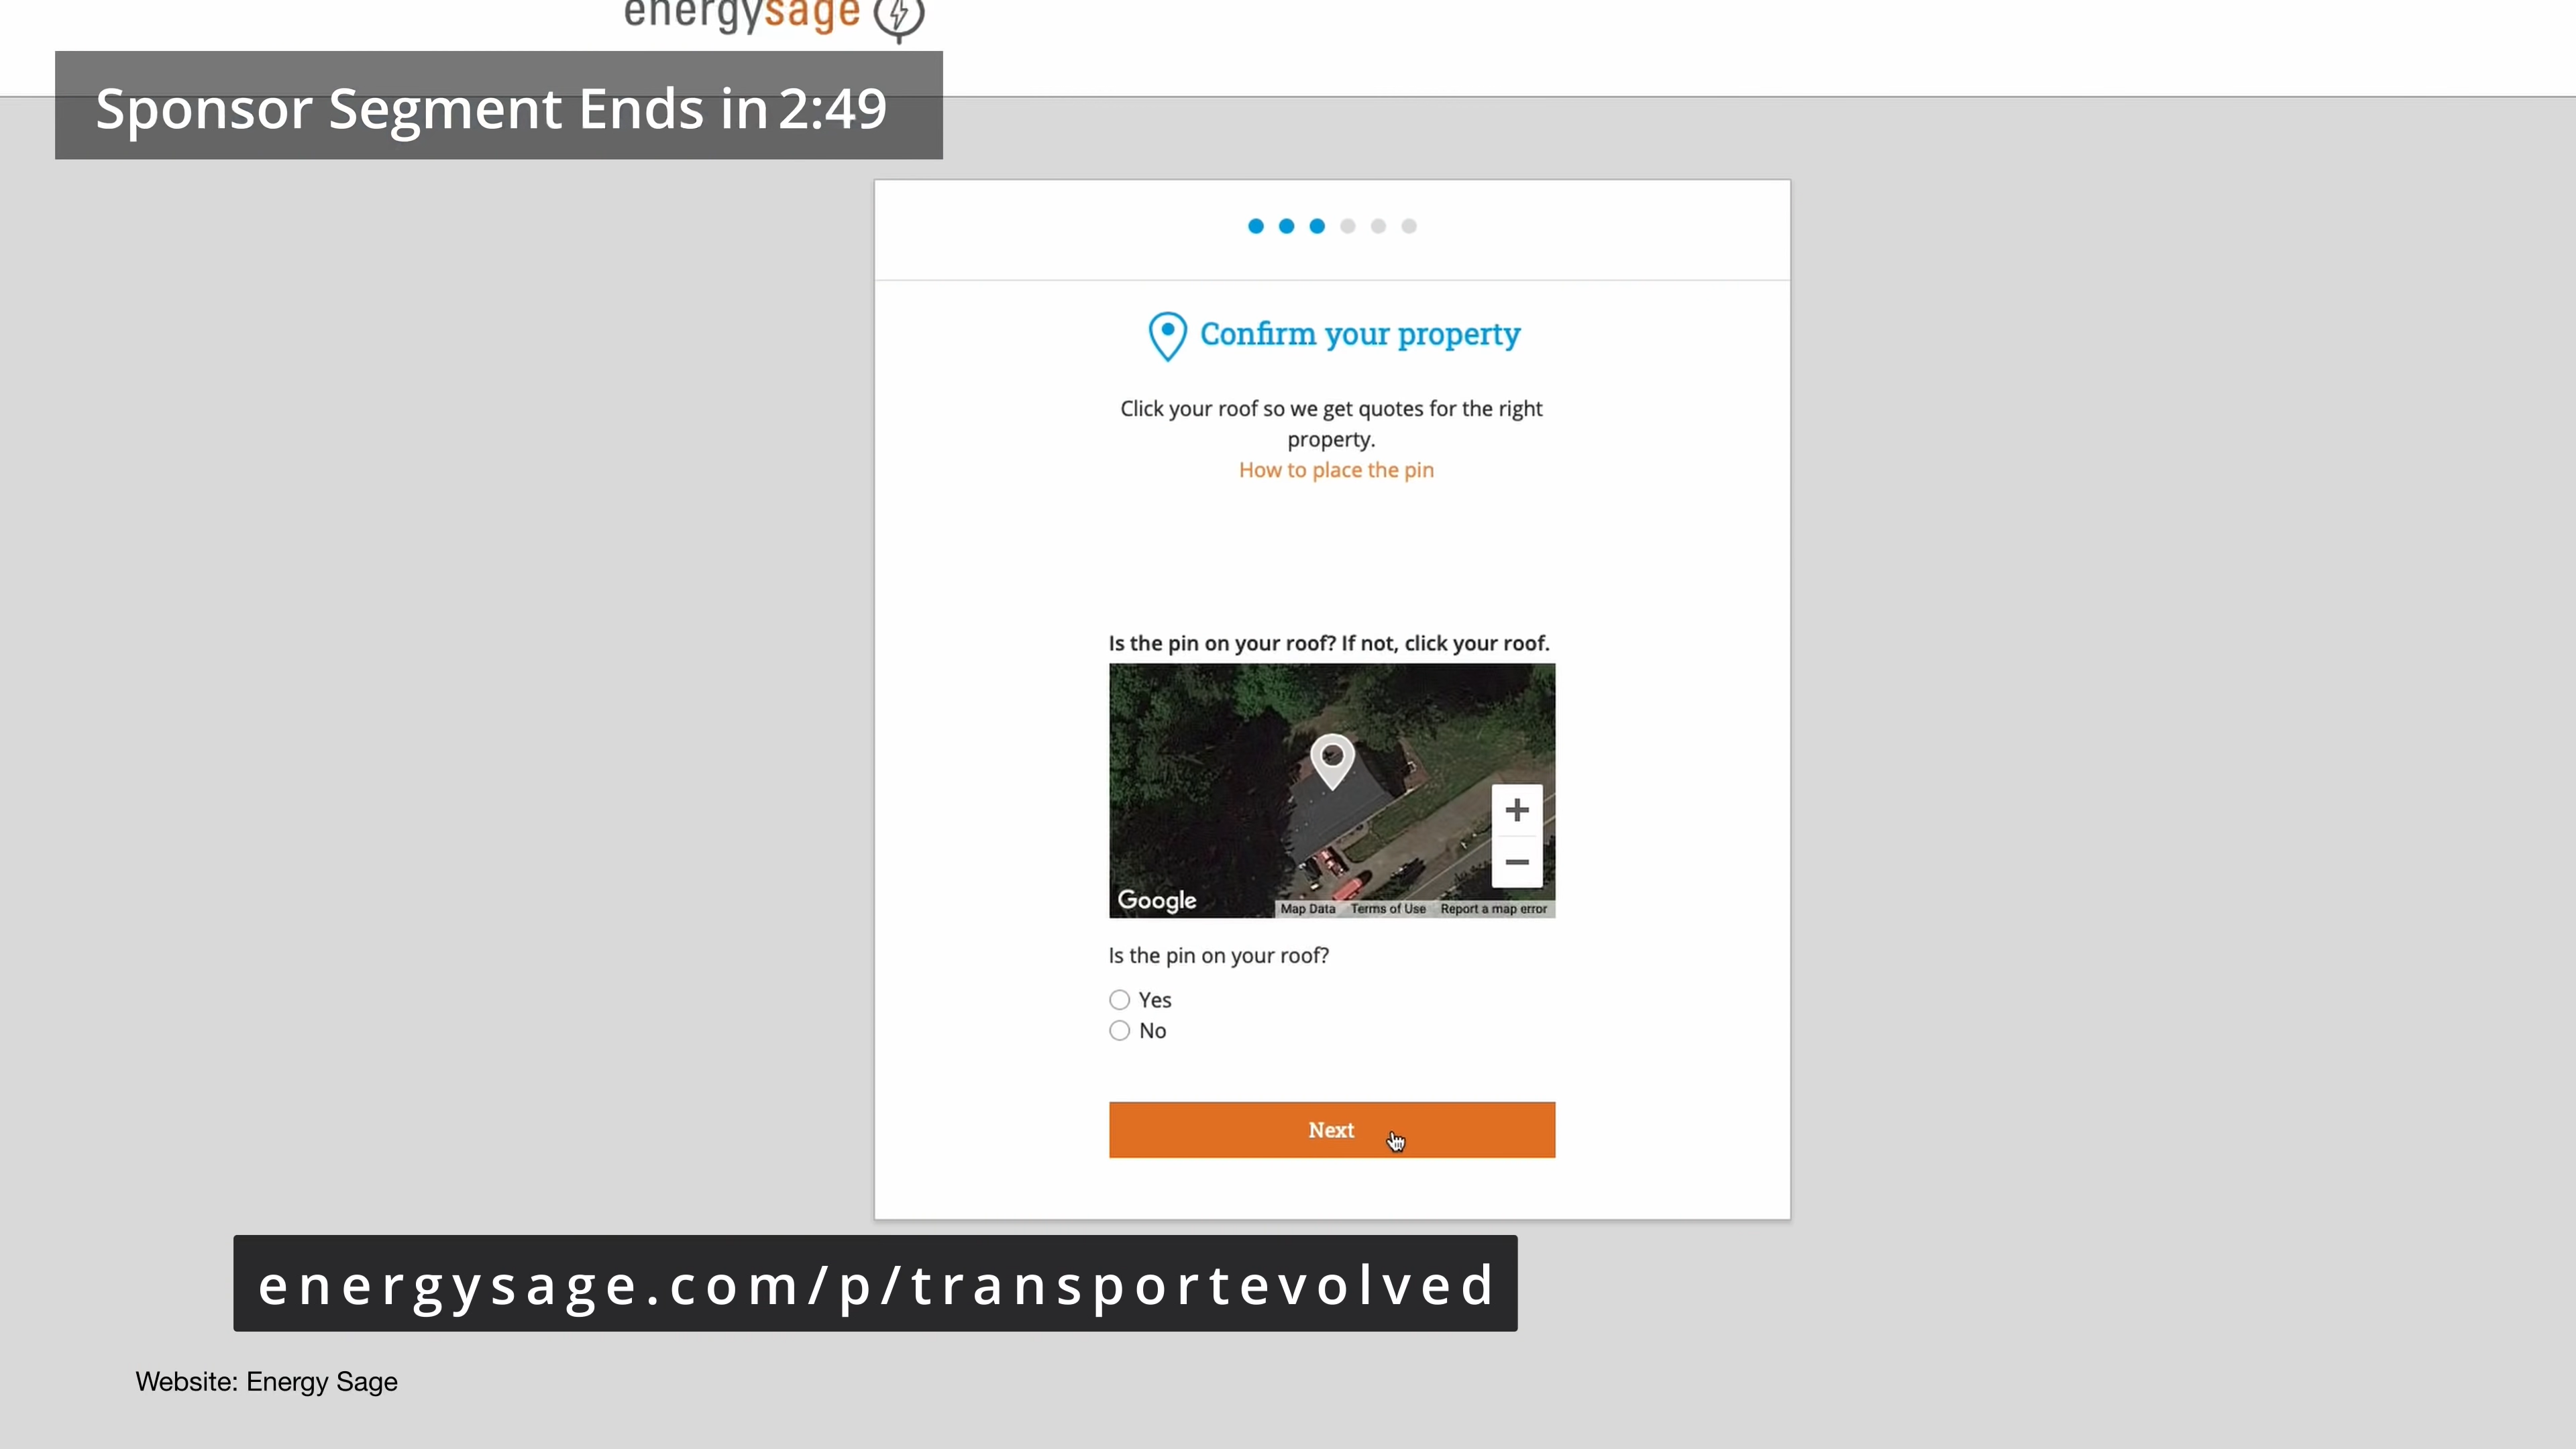 energysage
Sponsor Segment Ends in 2:49
Confirm your property
Click your roof so we get quotes for the right
property.
How to place the pin
Is the pin on your roof? If not, click your roof.
Google
Map Data Terms of Use Report a map error
Is the pin on your roof?
Yes
No
Next
energysage.com/p/transportevolved
Website: Energy Sage